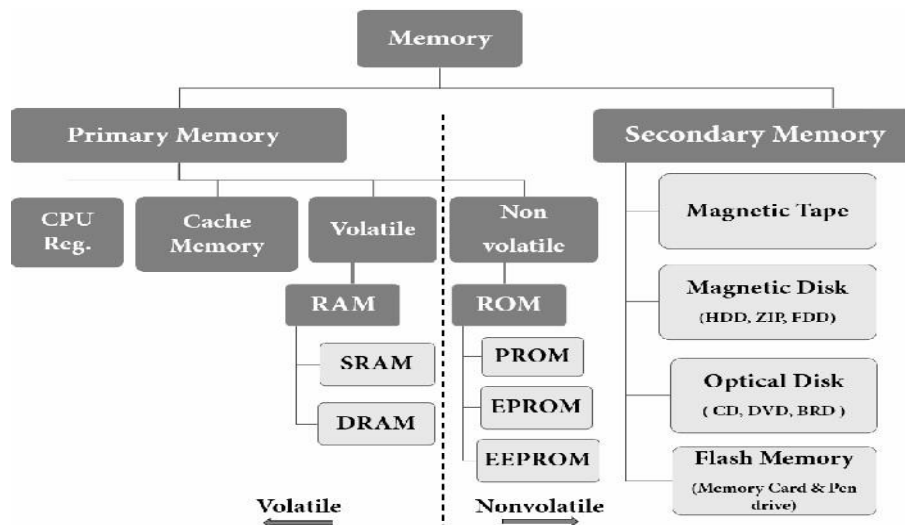 Memory
Primary Memory
Secondary Memory
CPU
Reg.
Cache
Memory
Volatile
Non
volatile
RAM
SRAM
DRAM
ROM
PROM
EPROM
EEPROM
Magnetic Tape
Magnetic Disk
(HDD, ZIP, FDD)
Optical Disk
( CD, DVD, BRD )
Flash Memory
(Memory Card & Pen
drive)
Volatile
Nonvolatile